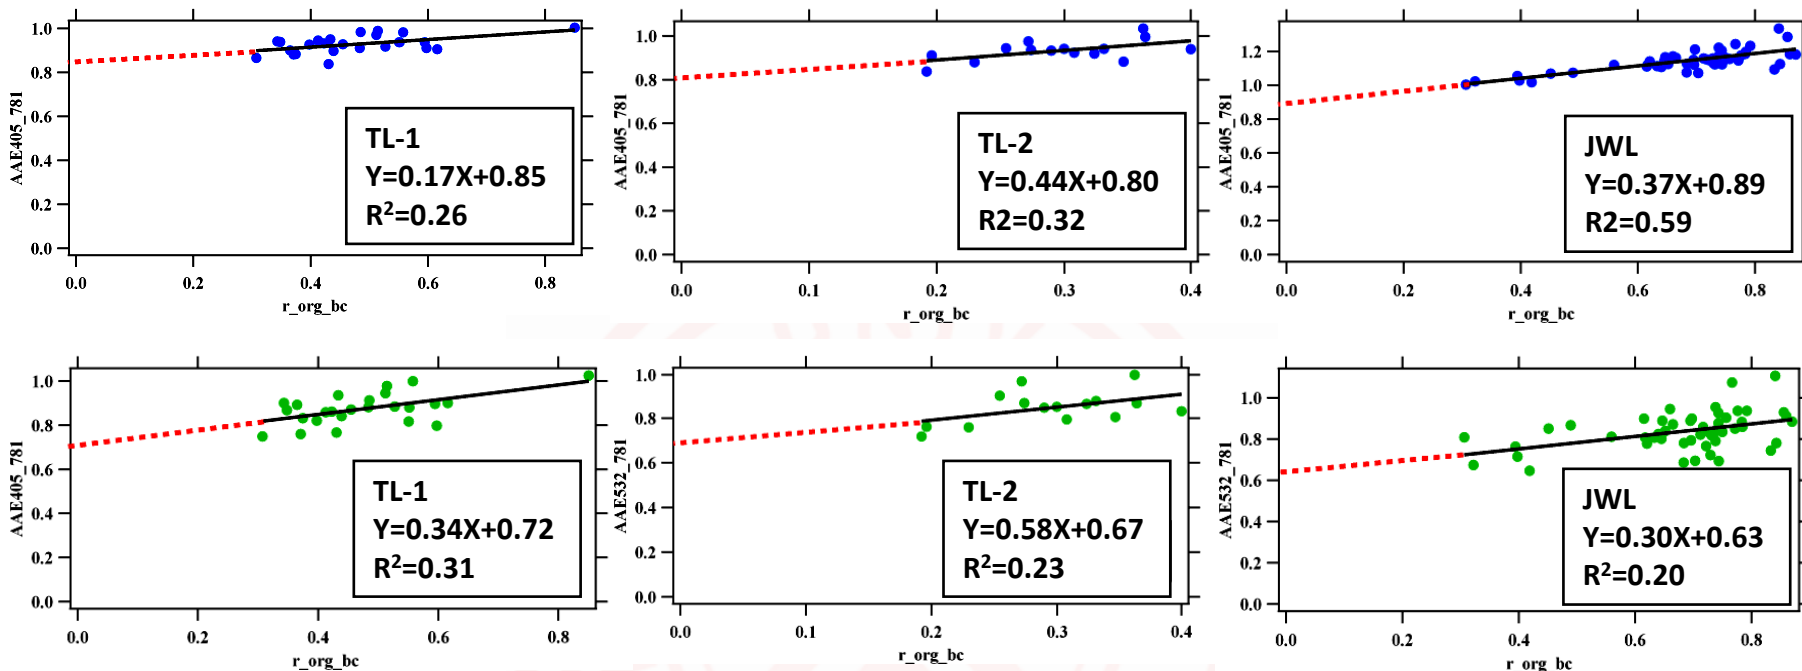 1.0
0.8
0.6
0.4
0.2
0.0
AAE405_781
TL-1
Y=0.17X+0.85
R²=0.26
0.0 0.2 0.4 0.6 0.8
r_org_bc
1.0
0.8
0.6
0.4
0.2
0.0
AAE405_781
TL-2
Y=0.44X+0.80
R2=0.32
0.0 0.1 0.2 0.3 0.4
r_org_bc
1.2
1.0
0.8
0.6
0.4
0.2
0.0
AAE405_781
JWL
Y=0.37X+0.89
R2=0.59
0.0 0.2 0.4 0.6 0.8
r_org_bc
1.0
0.8
0.6
0.4
0.2
0.0
AAE405_781
TL-1
Y=0.34X+0.72
R²=0.31
0.0 0.2 0.4 0.6 0.8
r_org_bc
1.0
0.8
0.6
0.4
0.2
0.0
AAE532_781
TL-2
Y=0.58X+0.67
R²=0.23
0.0 0.1 0.2 0.3 0.4
r_org_bc
1.0
0.8
0.6
0.4
0.2
0.0
AAE532_781
JWL
Y=0.30X+0.63
R²=0.20
0.0 0.2 0.4 0.6 0.8
r_org_bc